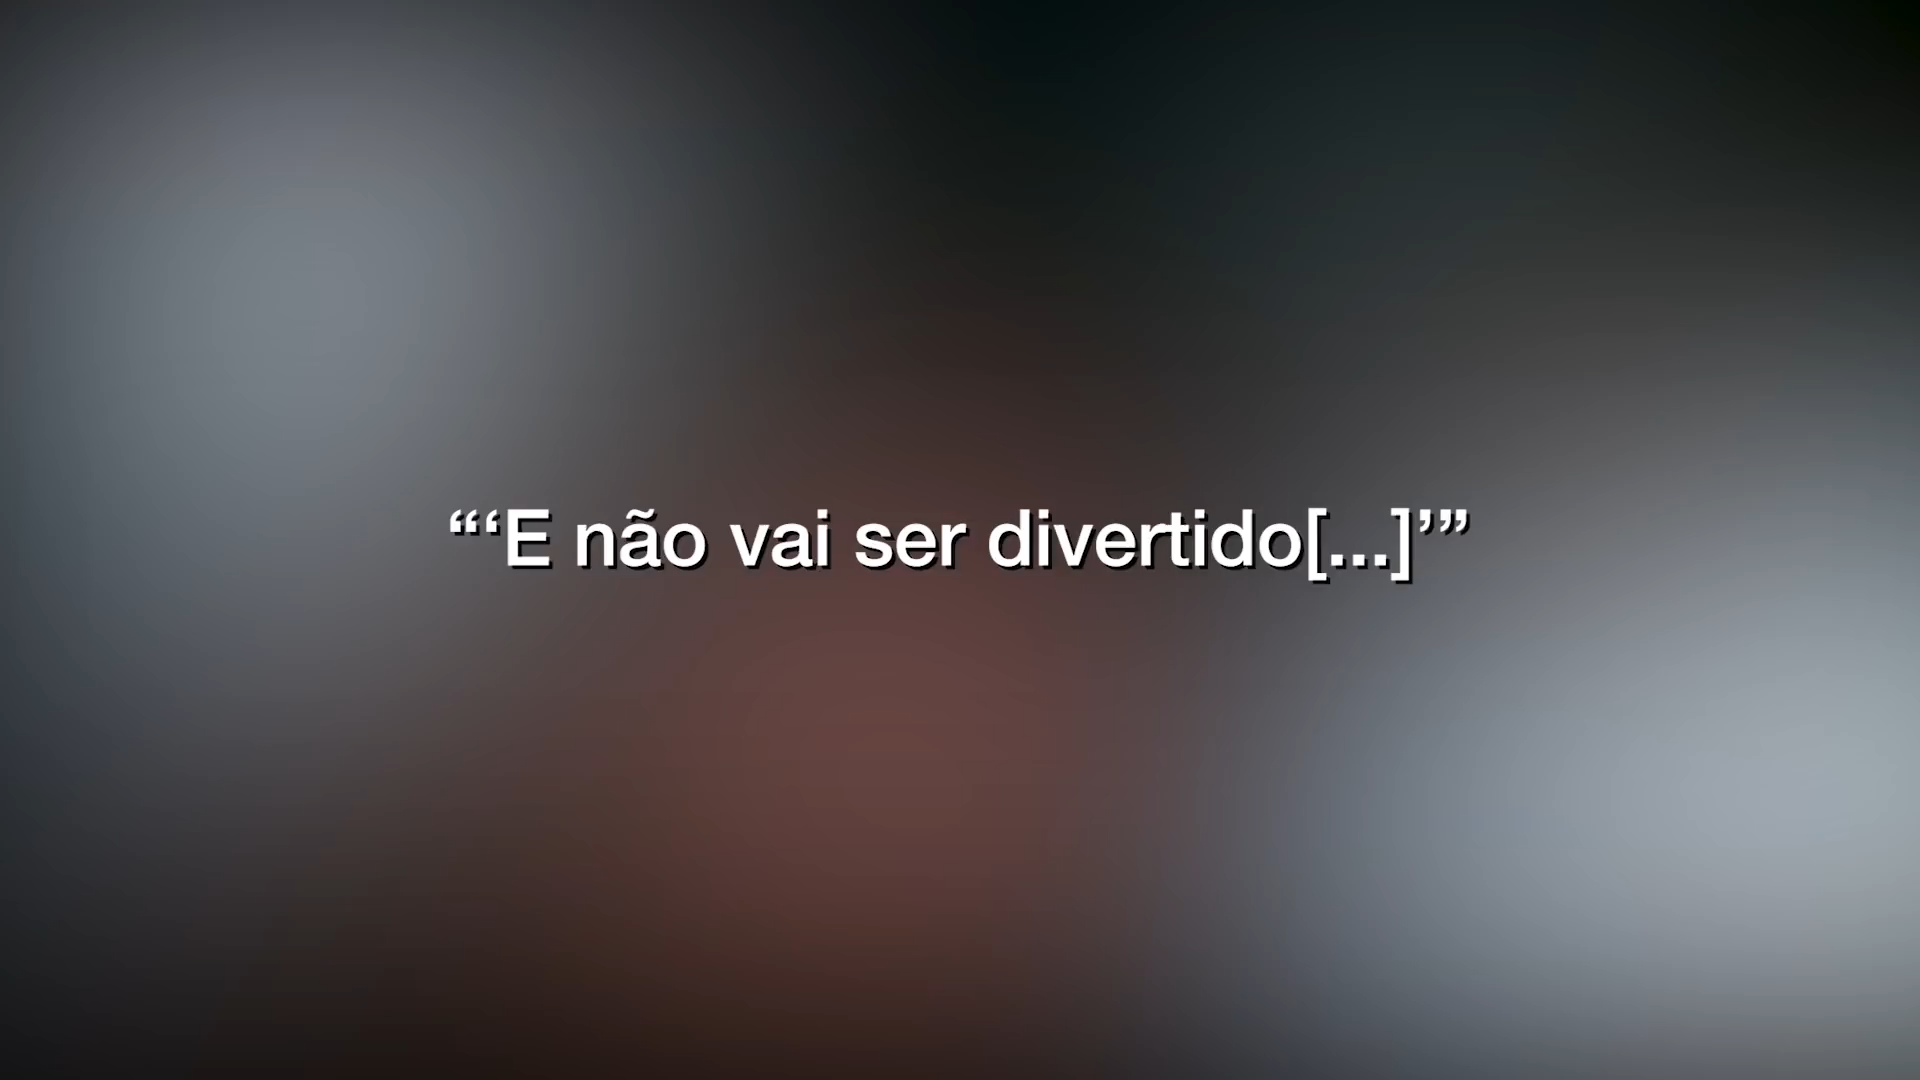 “‘E não vai ser divertido[...]’”